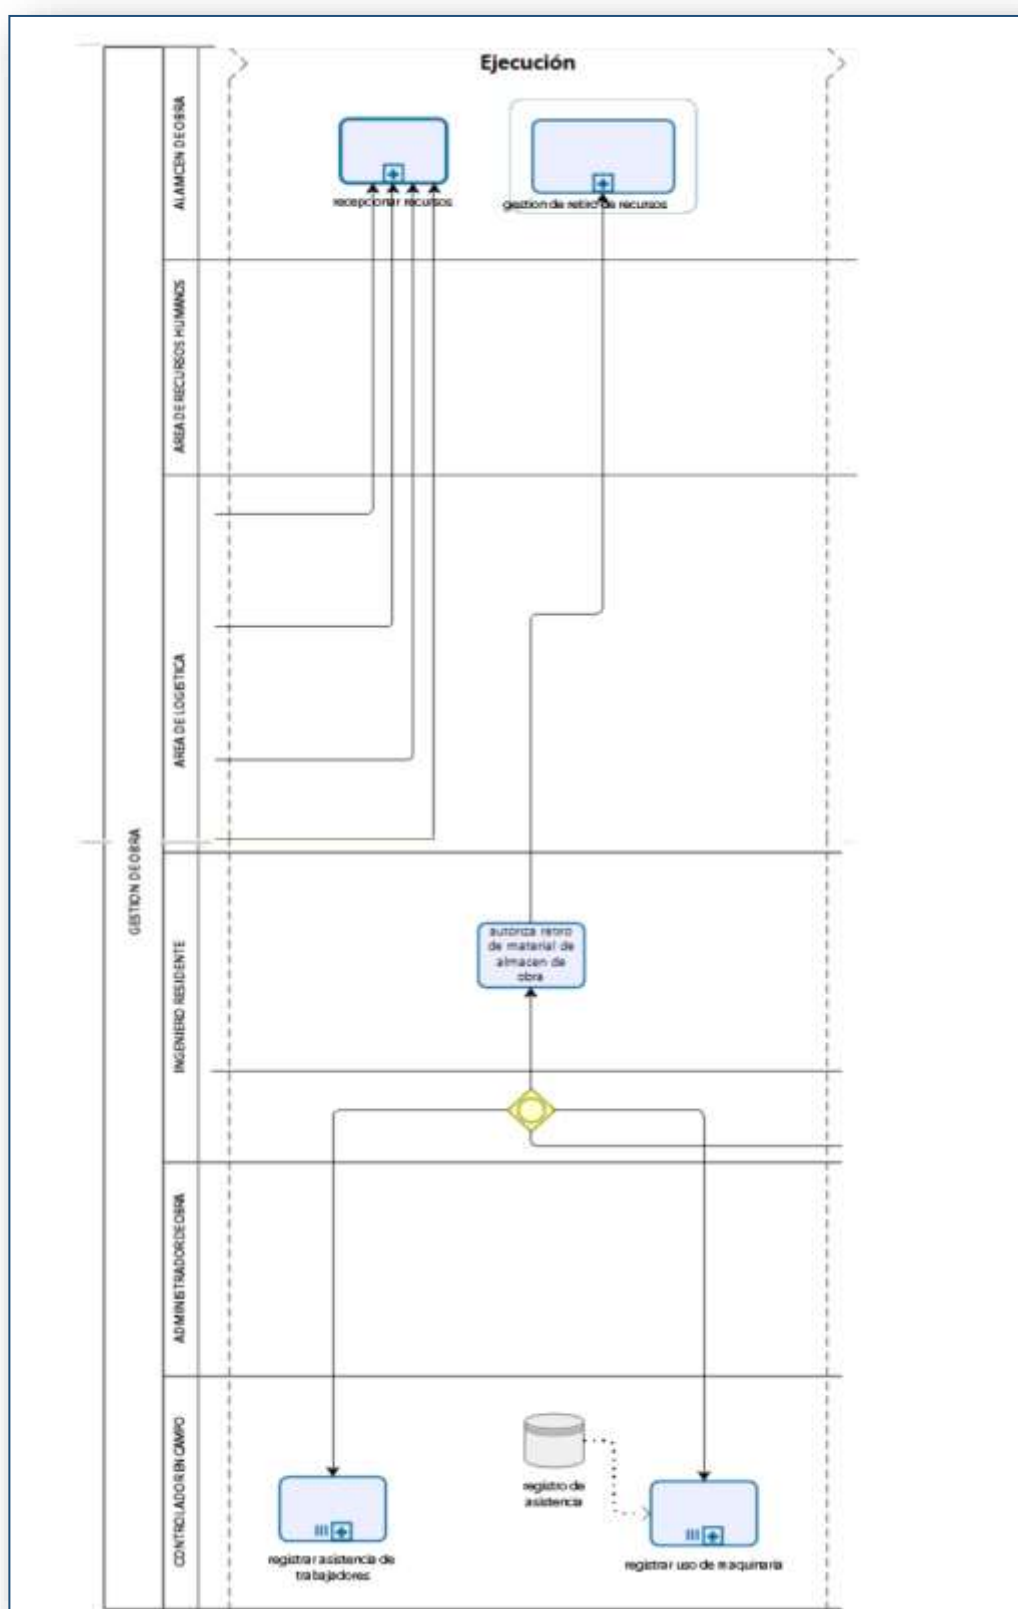 Ejecución
GESTION DE OBRA
ALAMCEN DE OBRA
recepcionar recursos
gestion de retiro de recursos
AREA DE RECURSOS HUMANOS
AREA DE LOGISTICA
INGENIERO RESIDENTE
autoriza retiro
de material de
almacen de
obra
ADMINISTRADOR DE OBRA
CONTROLADOR EN CAMPO
registro de
asistencia
registrar asistencia de
trabajadores
registrar uso de maquinaria